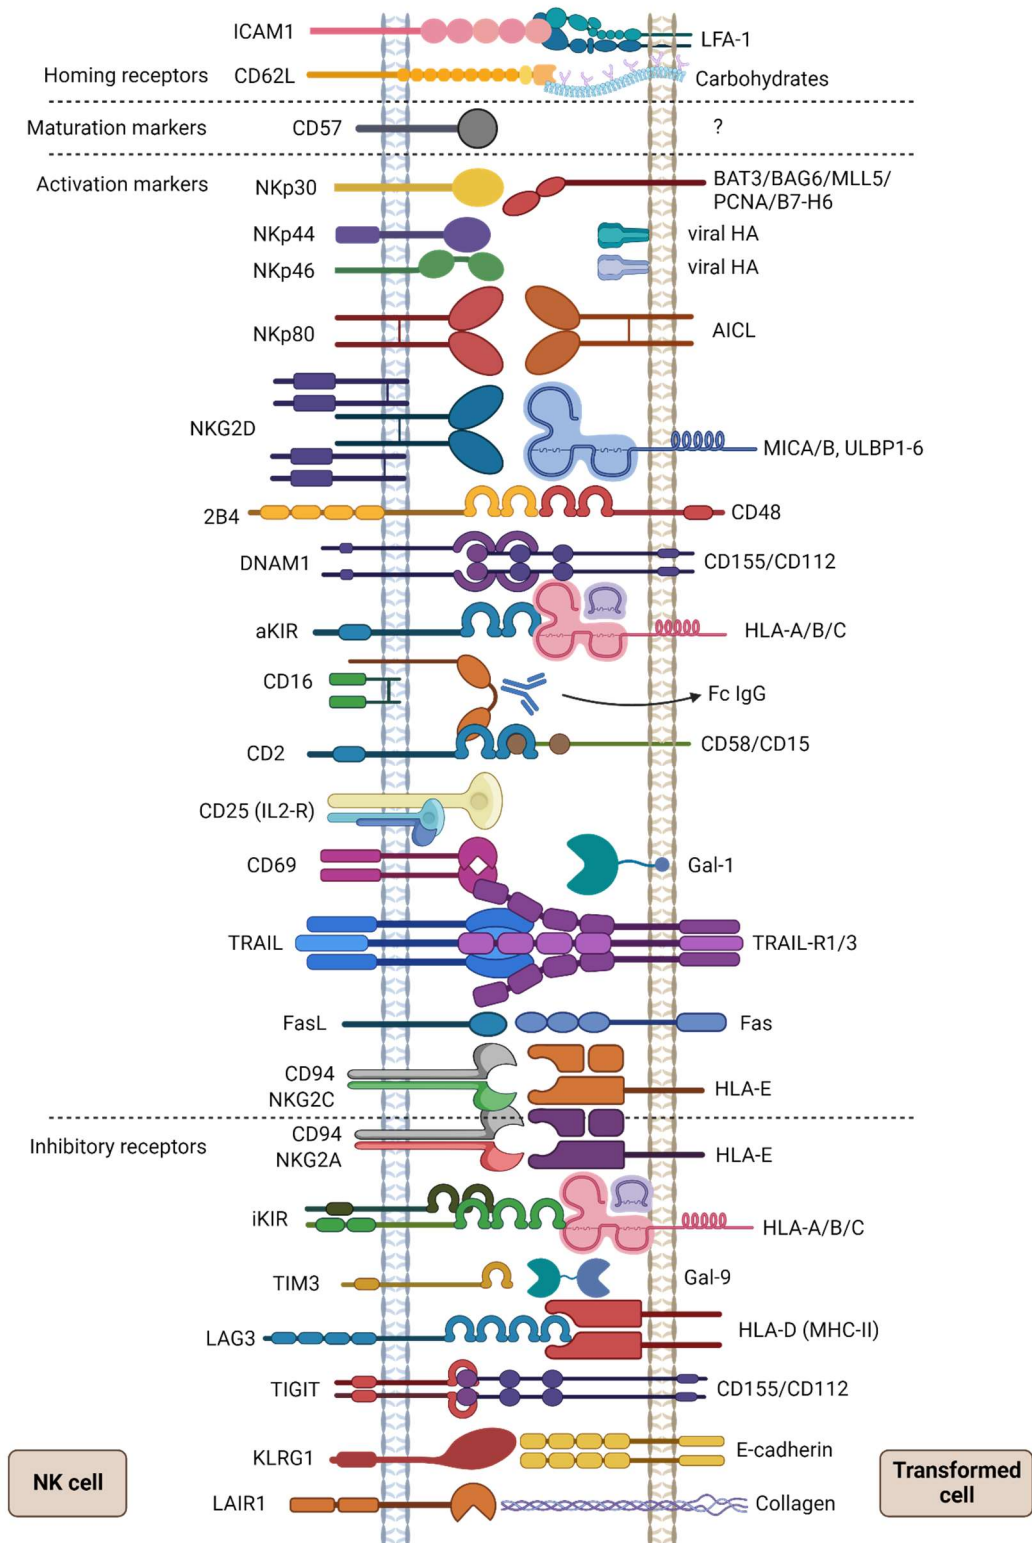 ICAM1
LFA-1
Homing receptors
CD62L
Carbohydrates
Maturation markers
CD57
?
Activation markers
NKp30
BAT3/BAG6/MLL5/
PCNA/B7-H6
NKp44
viral HA
NKp46
viral HA
NKp80
AICL
NKG2D
MICA/B, ULBP1-6
2B4
CD48
DNAM1
CD155/CD112
aKIR
HLA-A/B/C
CD16
Fc IgG
CD2
CD58/CD15
CD25 (IL2-R)
CD69
Gal-1
TRAIL
TRAIL-R1/3
FasL
Fas
CD94
NKG2C
HLA-E
Inhibitory receptors
CD94
NKG2A
HLA-E
iKIR
HLA-A/B/C
TIM3
Gal-9
LAG3
HLA-D (MHC-II)
TIGIT
CD155/CD112
KLRG1
E-cadherin
NK cell
Transformed
cell
LAIR1
Collagen